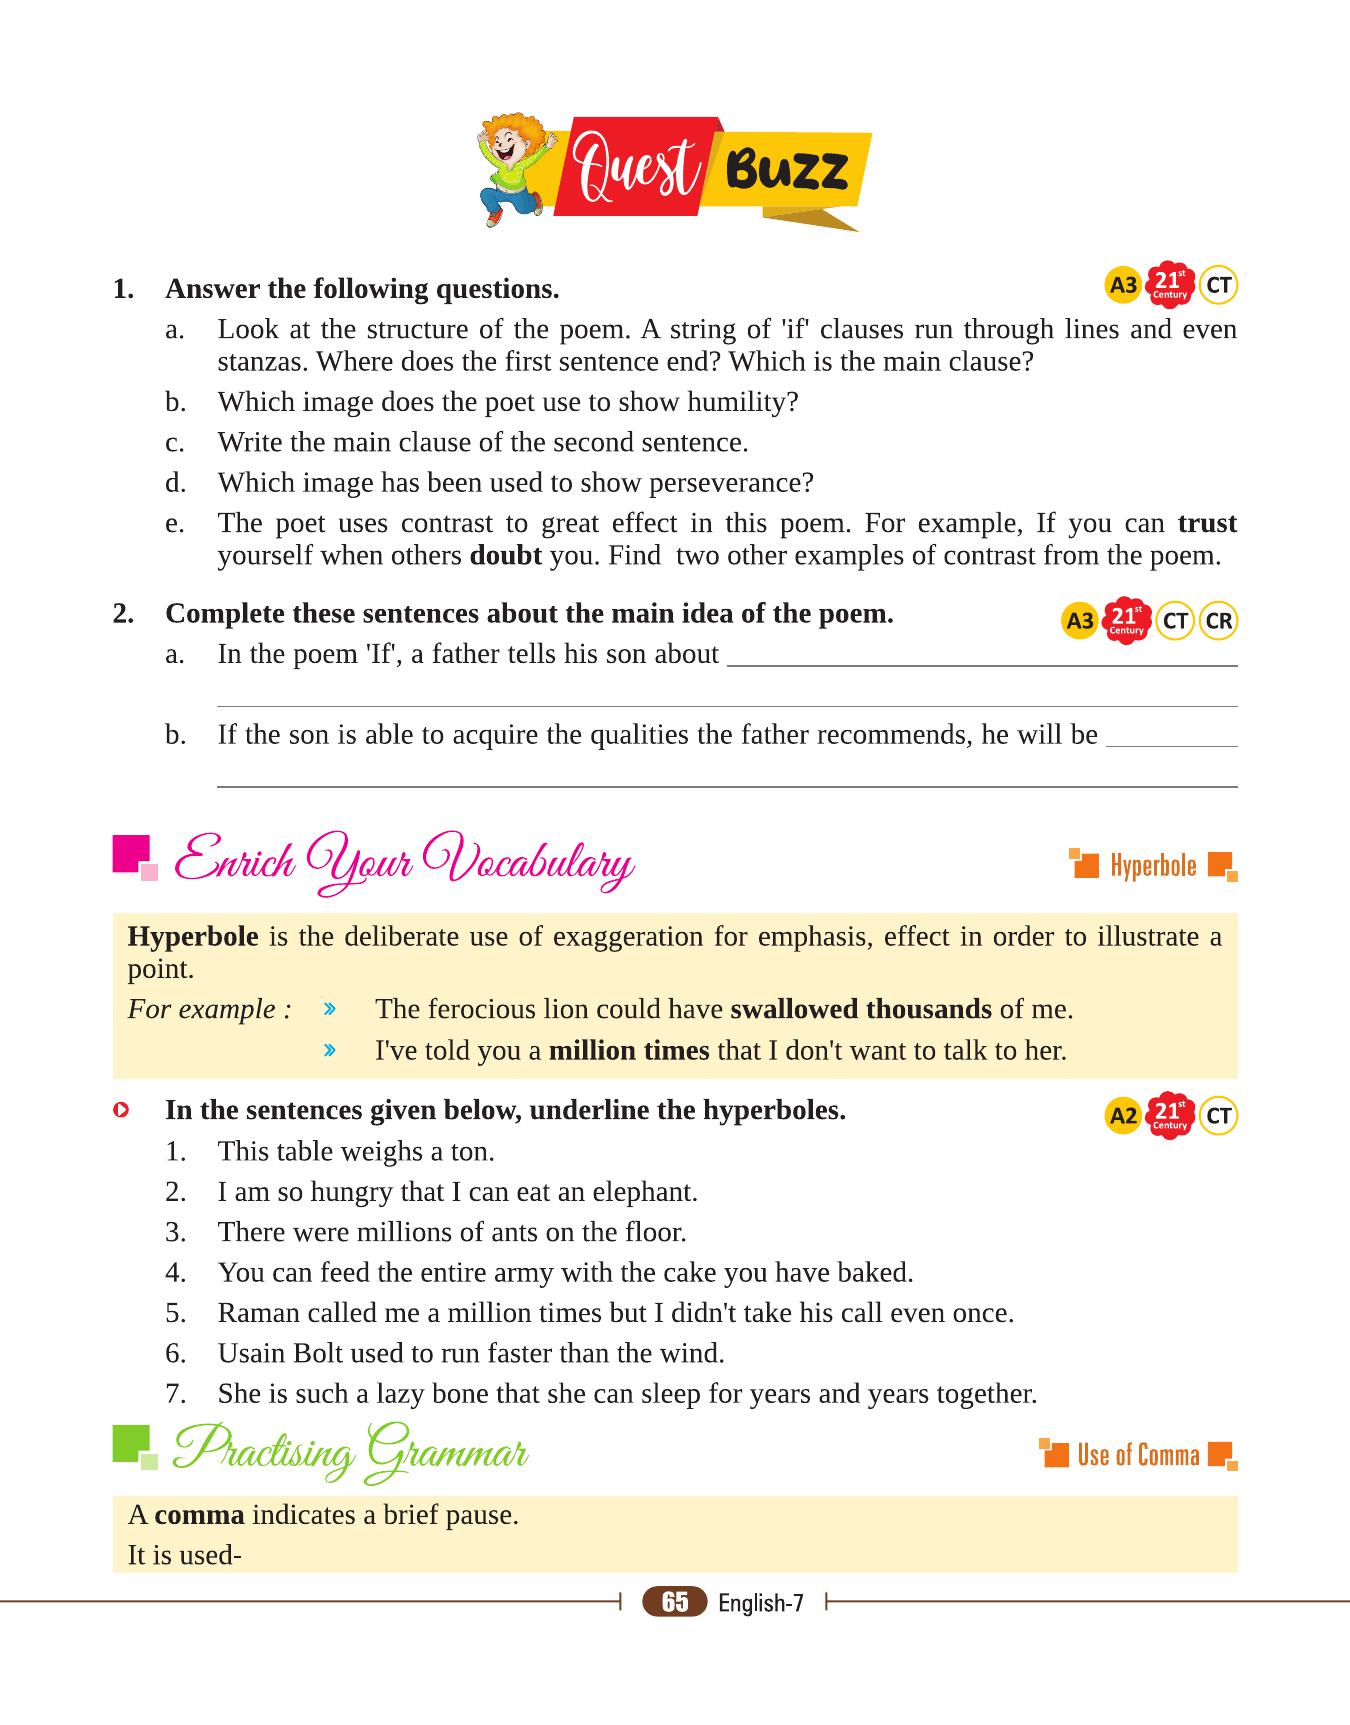 Quest Buzz
1. Answer the following questions. A3 21st Century CT
a. Look at the structure of the poem. A string of 'if' clauses run through lines and even
stanzas. Where does the first sentence end? Which is the main clause?
b. Which image does the poet use to show humility?
c. Write the main clause of the second sentence.
d. Which image has been used to show perseverance?
e. The poet uses contrast to great effect in this poem. For example, If you can trust
yourself when others doubt you. Find two other examples of contrast from the poem.
2. Complete these sentences about the main idea of the poem. A3 21st Century CT CR
a. In the poem 'If', a father tells his son about
b. If the son is able to acquire the qualities the father recommends, he will be
Enrich Your Vocabulary Hyperbole
Hyperbole is the deliberate use of exaggeration for emphasis, effect in order to illustrate a
point.
For example : » The ferocious lion could have swallowed thousands of me.
» I've told you a million times that I don't want to talk to her.
In the sentences given below, underline the hyperboles. A2 21st Century CT
1. This table weighs a ton.
2. I am so hungry that I can eat an elephant.
3. There were millions of ants on the floor.
4. You can feed the entire army with the cake you have baked.
5. Raman called me a million times but I didn't take his call even once.
6. Usain Bolt used to run faster than the wind.
7. She is such a lazy bone that she can sleep for years and years together.
Practising Grammar Use of Comma
A comma indicates a brief pause.
It is used-
65 English-7